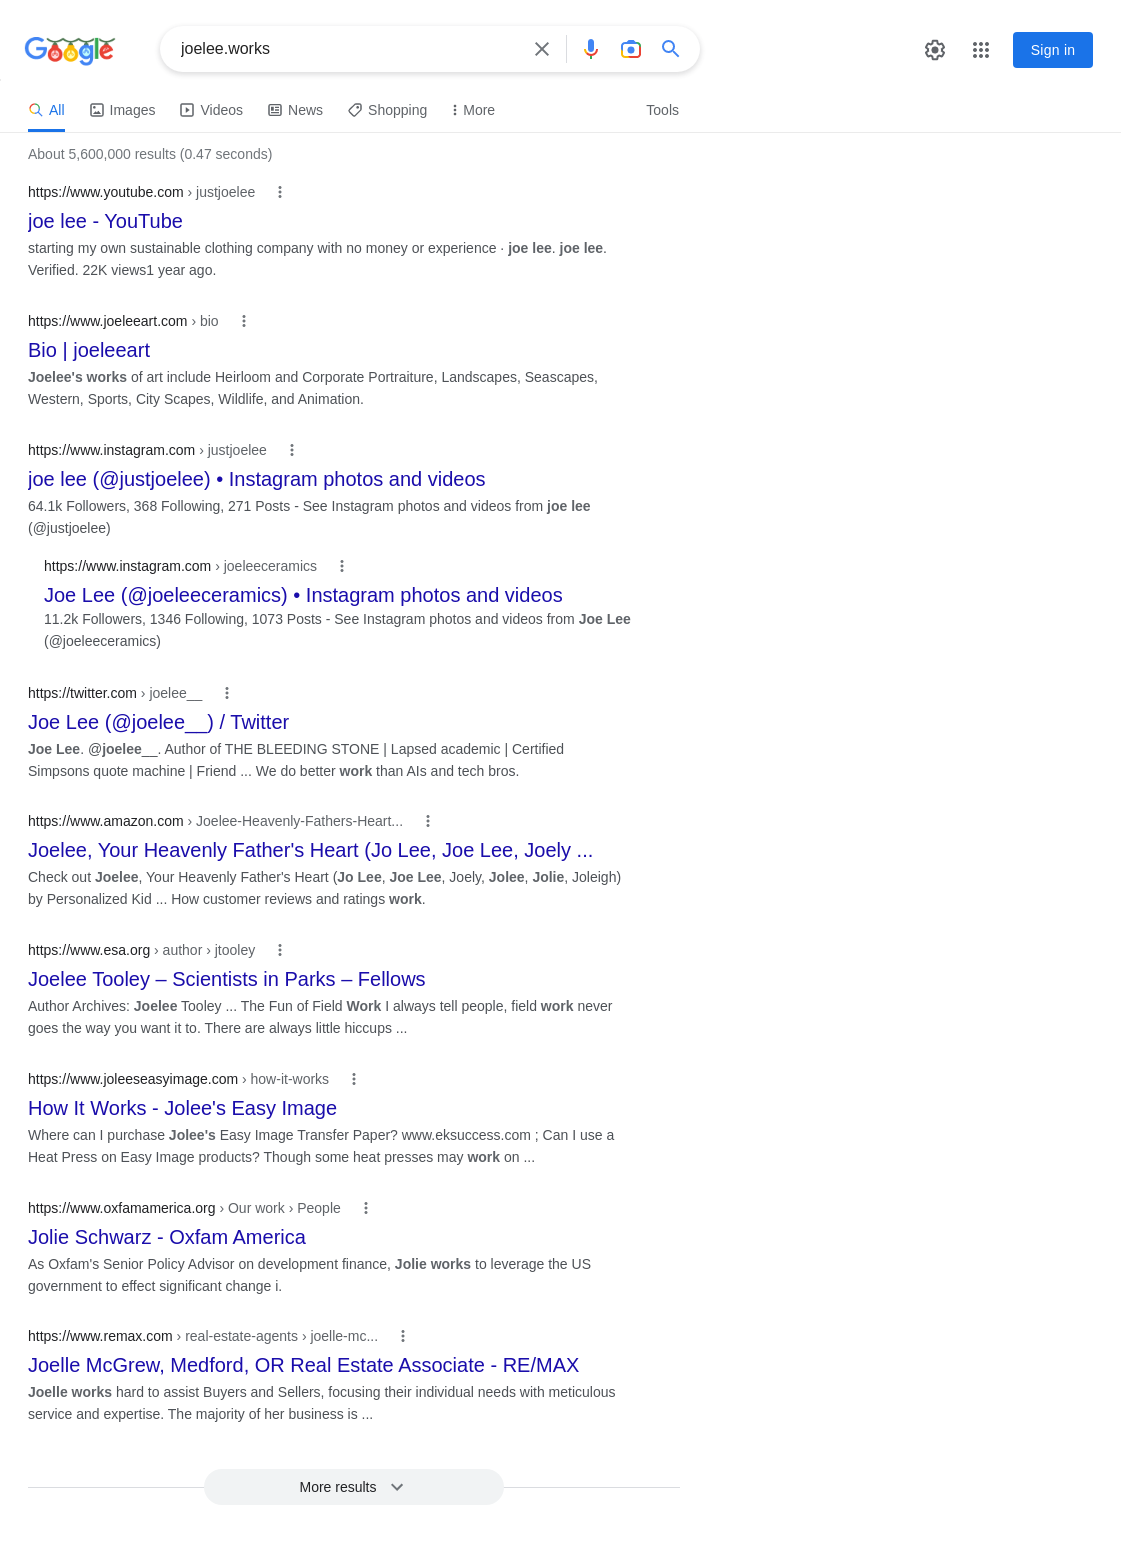 Google
joelee.works
Sign in
All
Images
Videos
News
Shopping
More
Tools
About 5,600,000 results (0.47 seconds)
https://www.youtube.com › justjoelee
joe lee - YouTube
starting my own sustainable clothing company with no money or experience · joe lee. joe lee.
Verified. 22K views1 year ago.
https://www.joeleeart.com › bio
Bio | joeleeart
Joelee's works of art include Heirloom and Corporate Portraiture, Landscapes, Seascapes,
Western, Sports, City Scapes, Wildlife, and Animation.
https://www.instagram.com › justjoelee
joe lee (@justjoelee) • Instagram photos and videos
64.1k Followers, 368 Following, 271 Posts - See Instagram photos and videos from joe lee
(@justjoelee)
https://www.instagram.com › joeleeceramics
Joe Lee (@joeleeceramics) • Instagram photos and videos
11.2k Followers, 1346 Following, 1073 Posts - See Instagram photos and videos from Joe Lee
(@joeleeceramics)
https://twitter.com › joelee__
Joe Lee (@joelee__) / Twitter
Joe Lee. @joelee__. Author of THE BLEEDING STONE | Lapsed academic | Certified
Simpsons quote machine | Friend ... We do better work than AIs and tech bros.
https://www.amazon.com › Joelee-Heavenly-Fathers-Heart...
Joelee, Your Heavenly Father's Heart (Jo Lee, Joe Lee, Joely ...
Check out Joelee, Your Heavenly Father's Heart (Jo Lee, Joe Lee, Joely, Jolee, Jolie, Joleigh)
by Personalized Kid ... How customer reviews and ratings work.
https://www.esa.org › author › jtooley
Joelee Tooley – Scientists in Parks – Fellows
Author Archives: Joelee Tooley ... The Fun of Field Work I always tell people, field work never
goes the way you want it to. There are always little hiccups ...
https://www.joleeseasyimage.com › how-it-works
How It Works - Jolee's Easy Image
Where can I purchase Jolee's Easy Image Transfer Paper? www.eksuccess.com ; Can I use a
Heat Press on Easy Image products? Though some heat presses may work on ...
https://www.oxfamamerica.org › Our work › People
Jolie Schwarz - Oxfam America
As Oxfam's Senior Policy Advisor on development finance, Jolie works to leverage the US
government to effect significant change i.
https://www.remax.com › real-estate-agents › joelle-mc...
Joelle McGrew, Medford, OR Real Estate Associate - RE/MAX
Joelle works hard to assist Buyers and Sellers, focusing their individual needs with meticulous
service and expertise. The majority of her business is ...
More results